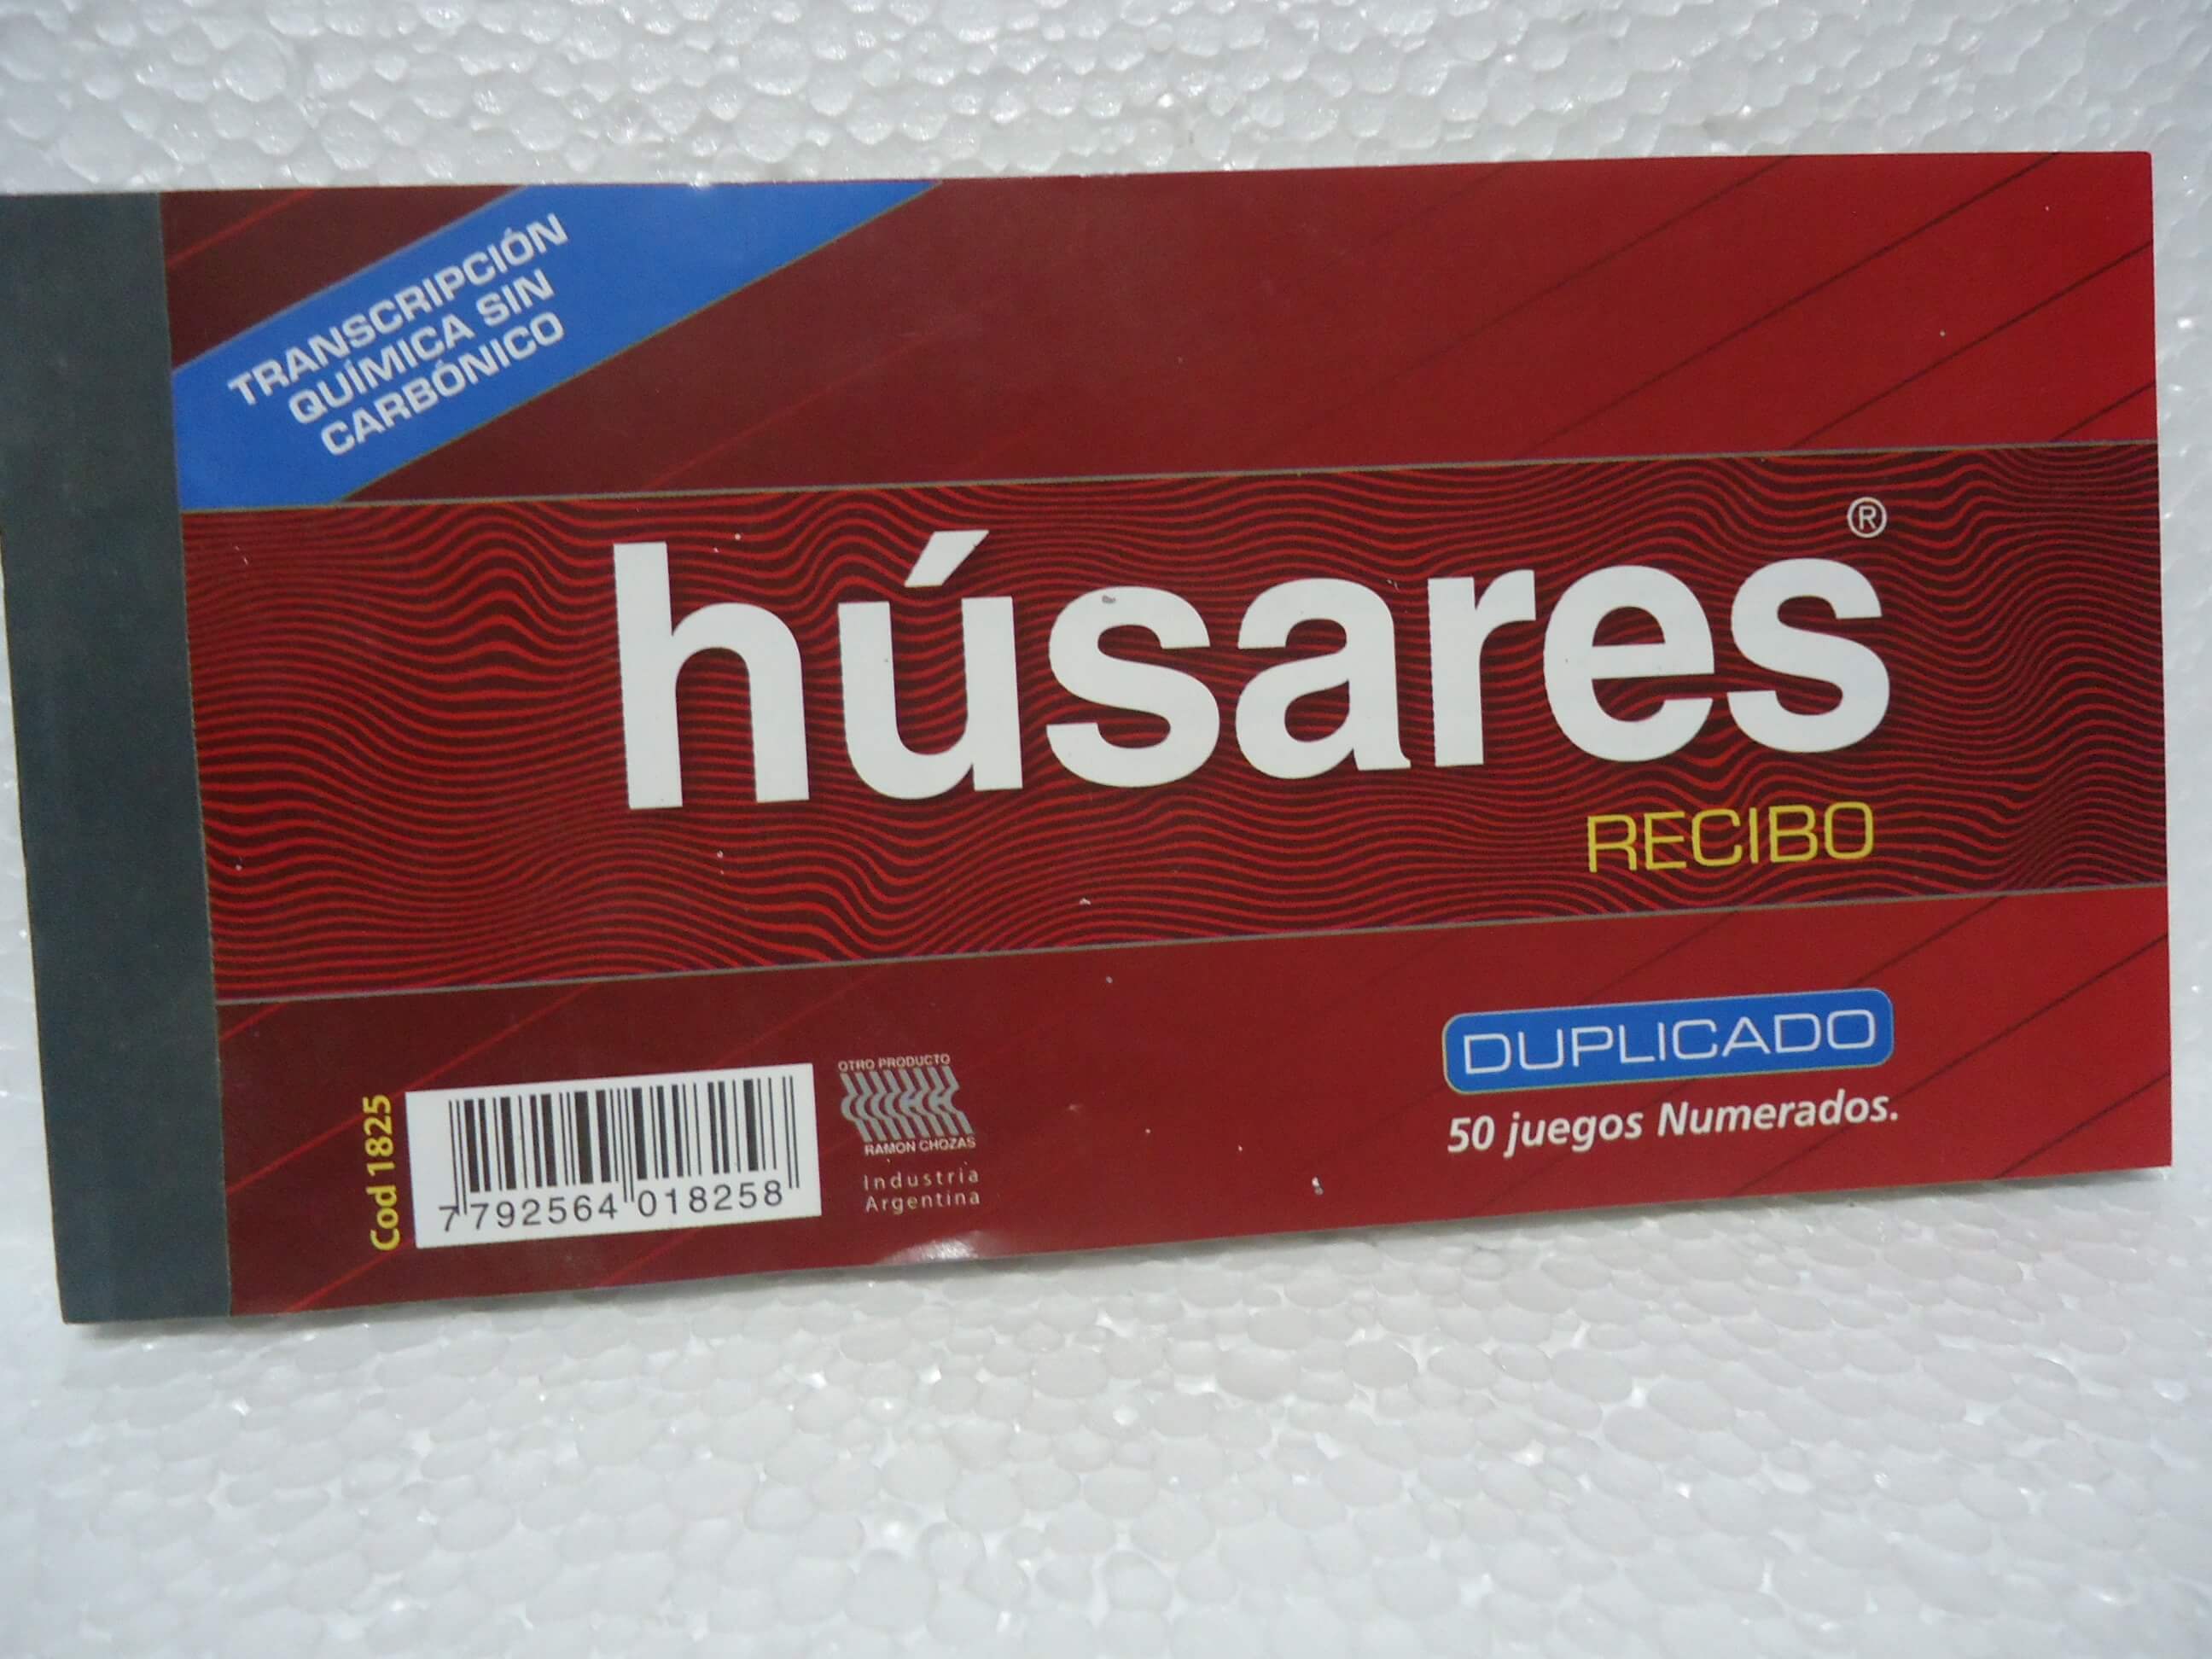 TRANSCRIPCIÓN
QUÍMICA SIN
CARBÓNICO
húsares®
RECIBO
DUPLICADO
50 juegos Numerados.
Cod 1825
7 792564 018258
OTRO PRODUCTO
RAMON CHOZAS
Industria
Argentina